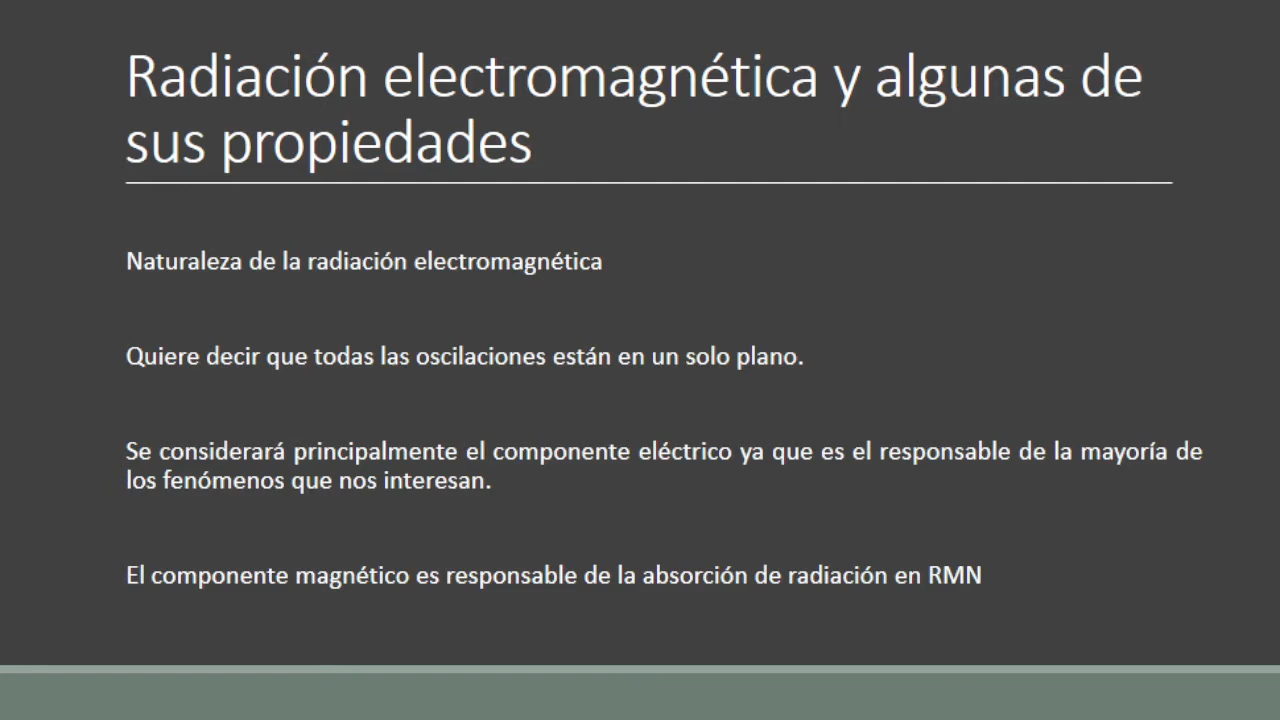 Radiación electromagnética y algunas de
sus propiedades
Naturaleza de la radiación electromagnética
Quiere decir que todas las oscilaciones están en un solo plano.
Se considerará principalmente el componente eléctrico ya que es el responsable de la mayoría de
los fenómenos que nos interesan.
El componente magnético es responsable de la absorción de radiación en RMN